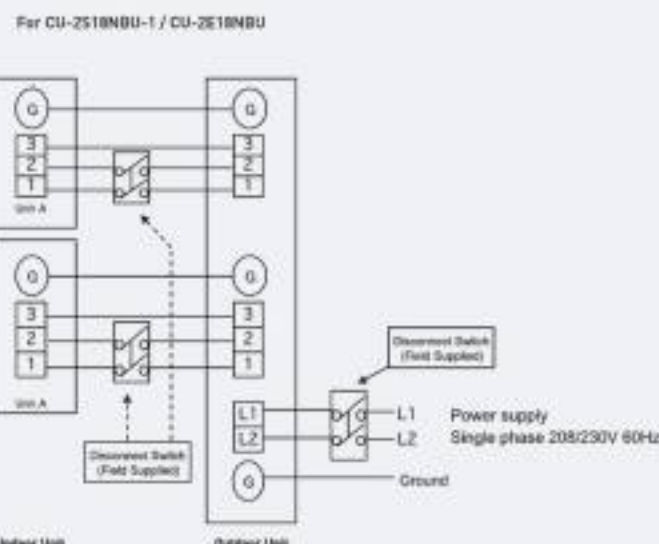 For CU-2S18NBU-1 / CU-2E18NBU
G
G
3
3
2
2
1
1
Unit A
G
G
3
3
2
2
1
1
Unit A
Disconnect Switch
(Field Supplied)
L1
L1
Power supply
L2
L2
Single phase 208/230V 60Hz
Disconnect Switch
(Field Supplied)
G
Ground
Indoor Unit
Outdoor Unit